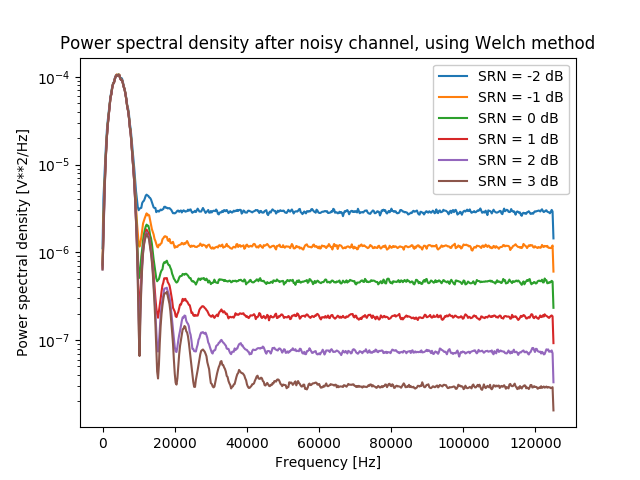 Power spectral density after noisy channel, using Welch method
Power spectral density [V**2/Hz]
10⁻⁴
10⁻⁵
10⁻⁶
10⁻⁷
SRN = -2 dB
SRN = -1 dB
SRN = 0 dB
SRN = 1 dB
SRN = 2 dB
SRN = 3 dB
0 20000 40000 60000 80000 100000 120000
Frequency [Hz]